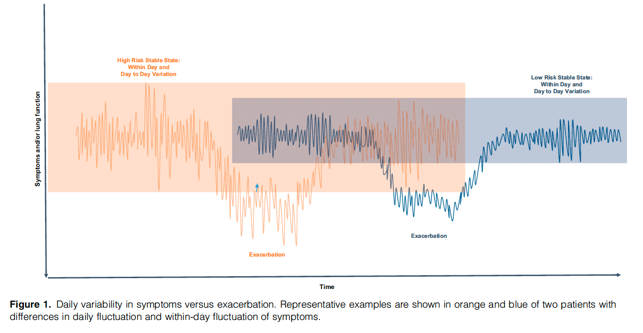 High Risk Stable State:
Within Day and
Day to Day Variation
Low Risk Stable State:
Within Day and
Day to Day Variation
Symptoms and/or lung function
Exacerbation
Exacerbation
Time
Figure 1. Daily variability in symptoms versus exacerbation. Representative examples are shown in orange and blue of two patients with
differences in daily fluctuation and within-day fluctuation of symptoms.